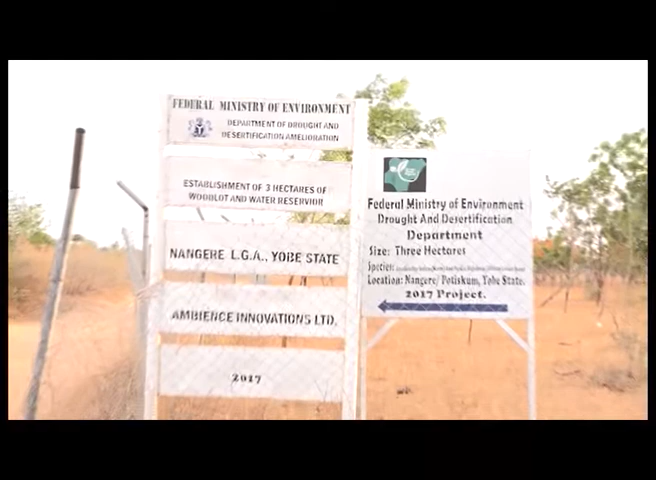 FEDERAL MINISTRY OF ENVIRONMENT
DEPARTMENT OF DROUGHT AND
DESERTIFICATION AMELIORATION
ESTABLISHMENT OF 3 HECTARES OF
WOODLOT AND WATER RESERVIOR
NANGERE L.G.A., YOBE STATE
AMBIENCE INNOVATIONS LTD.
2017
Federal Ministry of Environment
Drought And Desertification
Department
Size: Three Hectares
Species:
Location: Nangere/ Potiskum, Yobe State.
2017 Project.